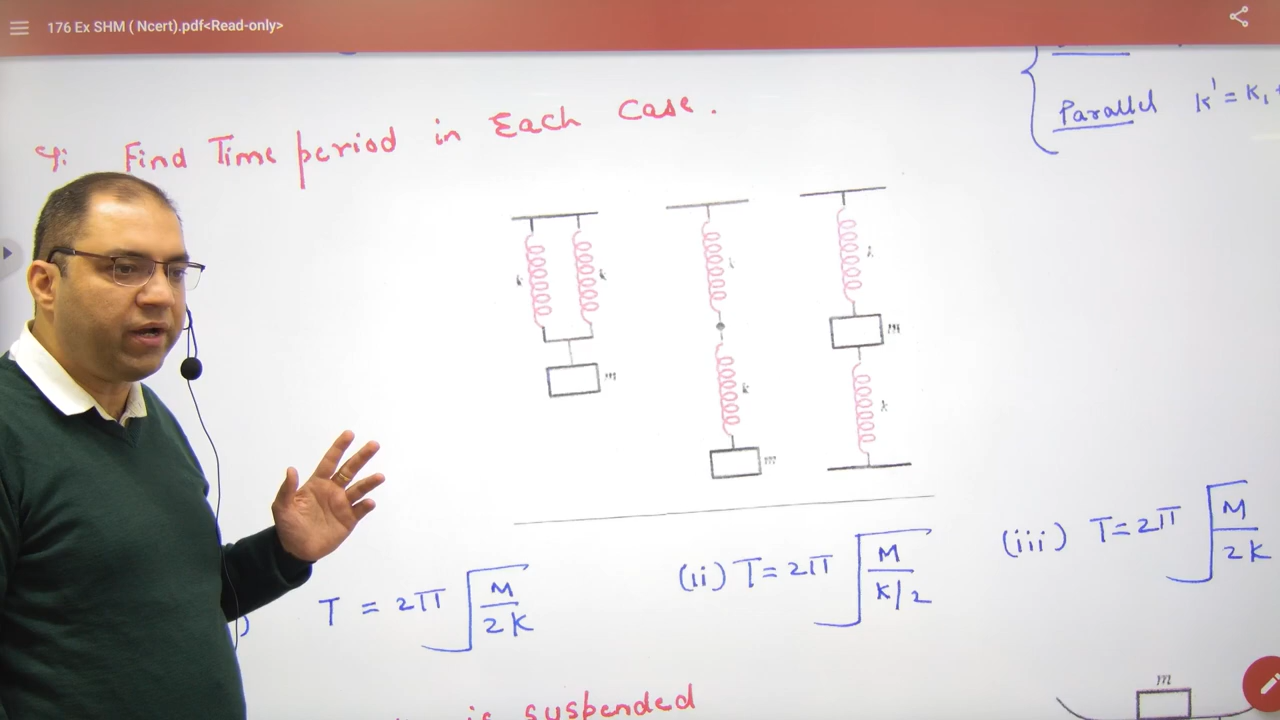 176 Ex SHM ( Ncert).pdf<Read-only>
Parallel k' = k₁ +
Find Time period in Each Case.
k k k k
k k
m m m
T = 2π √M/2K
(ii) T = 2π √M/K/2
(iii) T = 2π √M/2K
is suspended
m